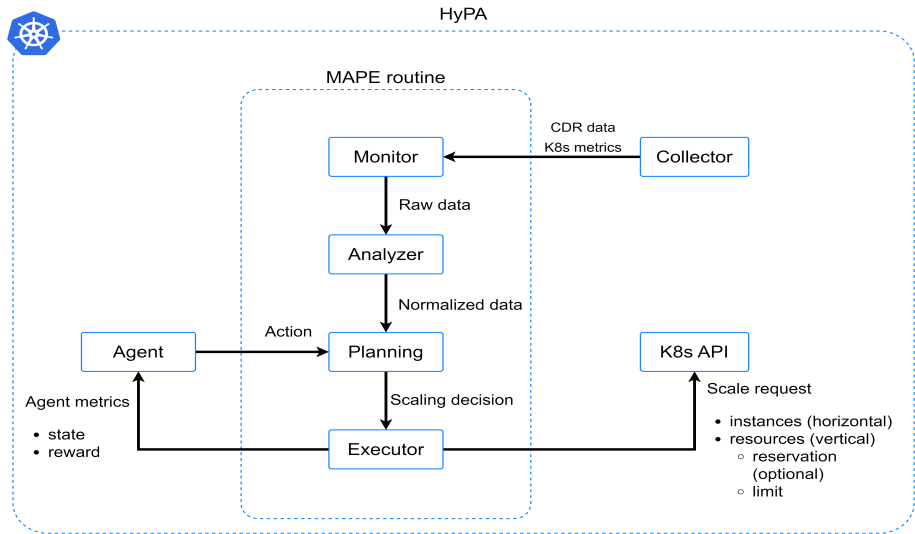 HyPA
MAPE routine
CDR data
K8s metrics
Monitor
Collector
Raw data
Analyzer
Normalized data
Action
Agent
Planning
K8s API
Agent metrics
• state
• reward
Scaling decision
Executor
Scale request
• instances (horizontal)
• resources (vertical)
○ reservation
(optional)
○ limit